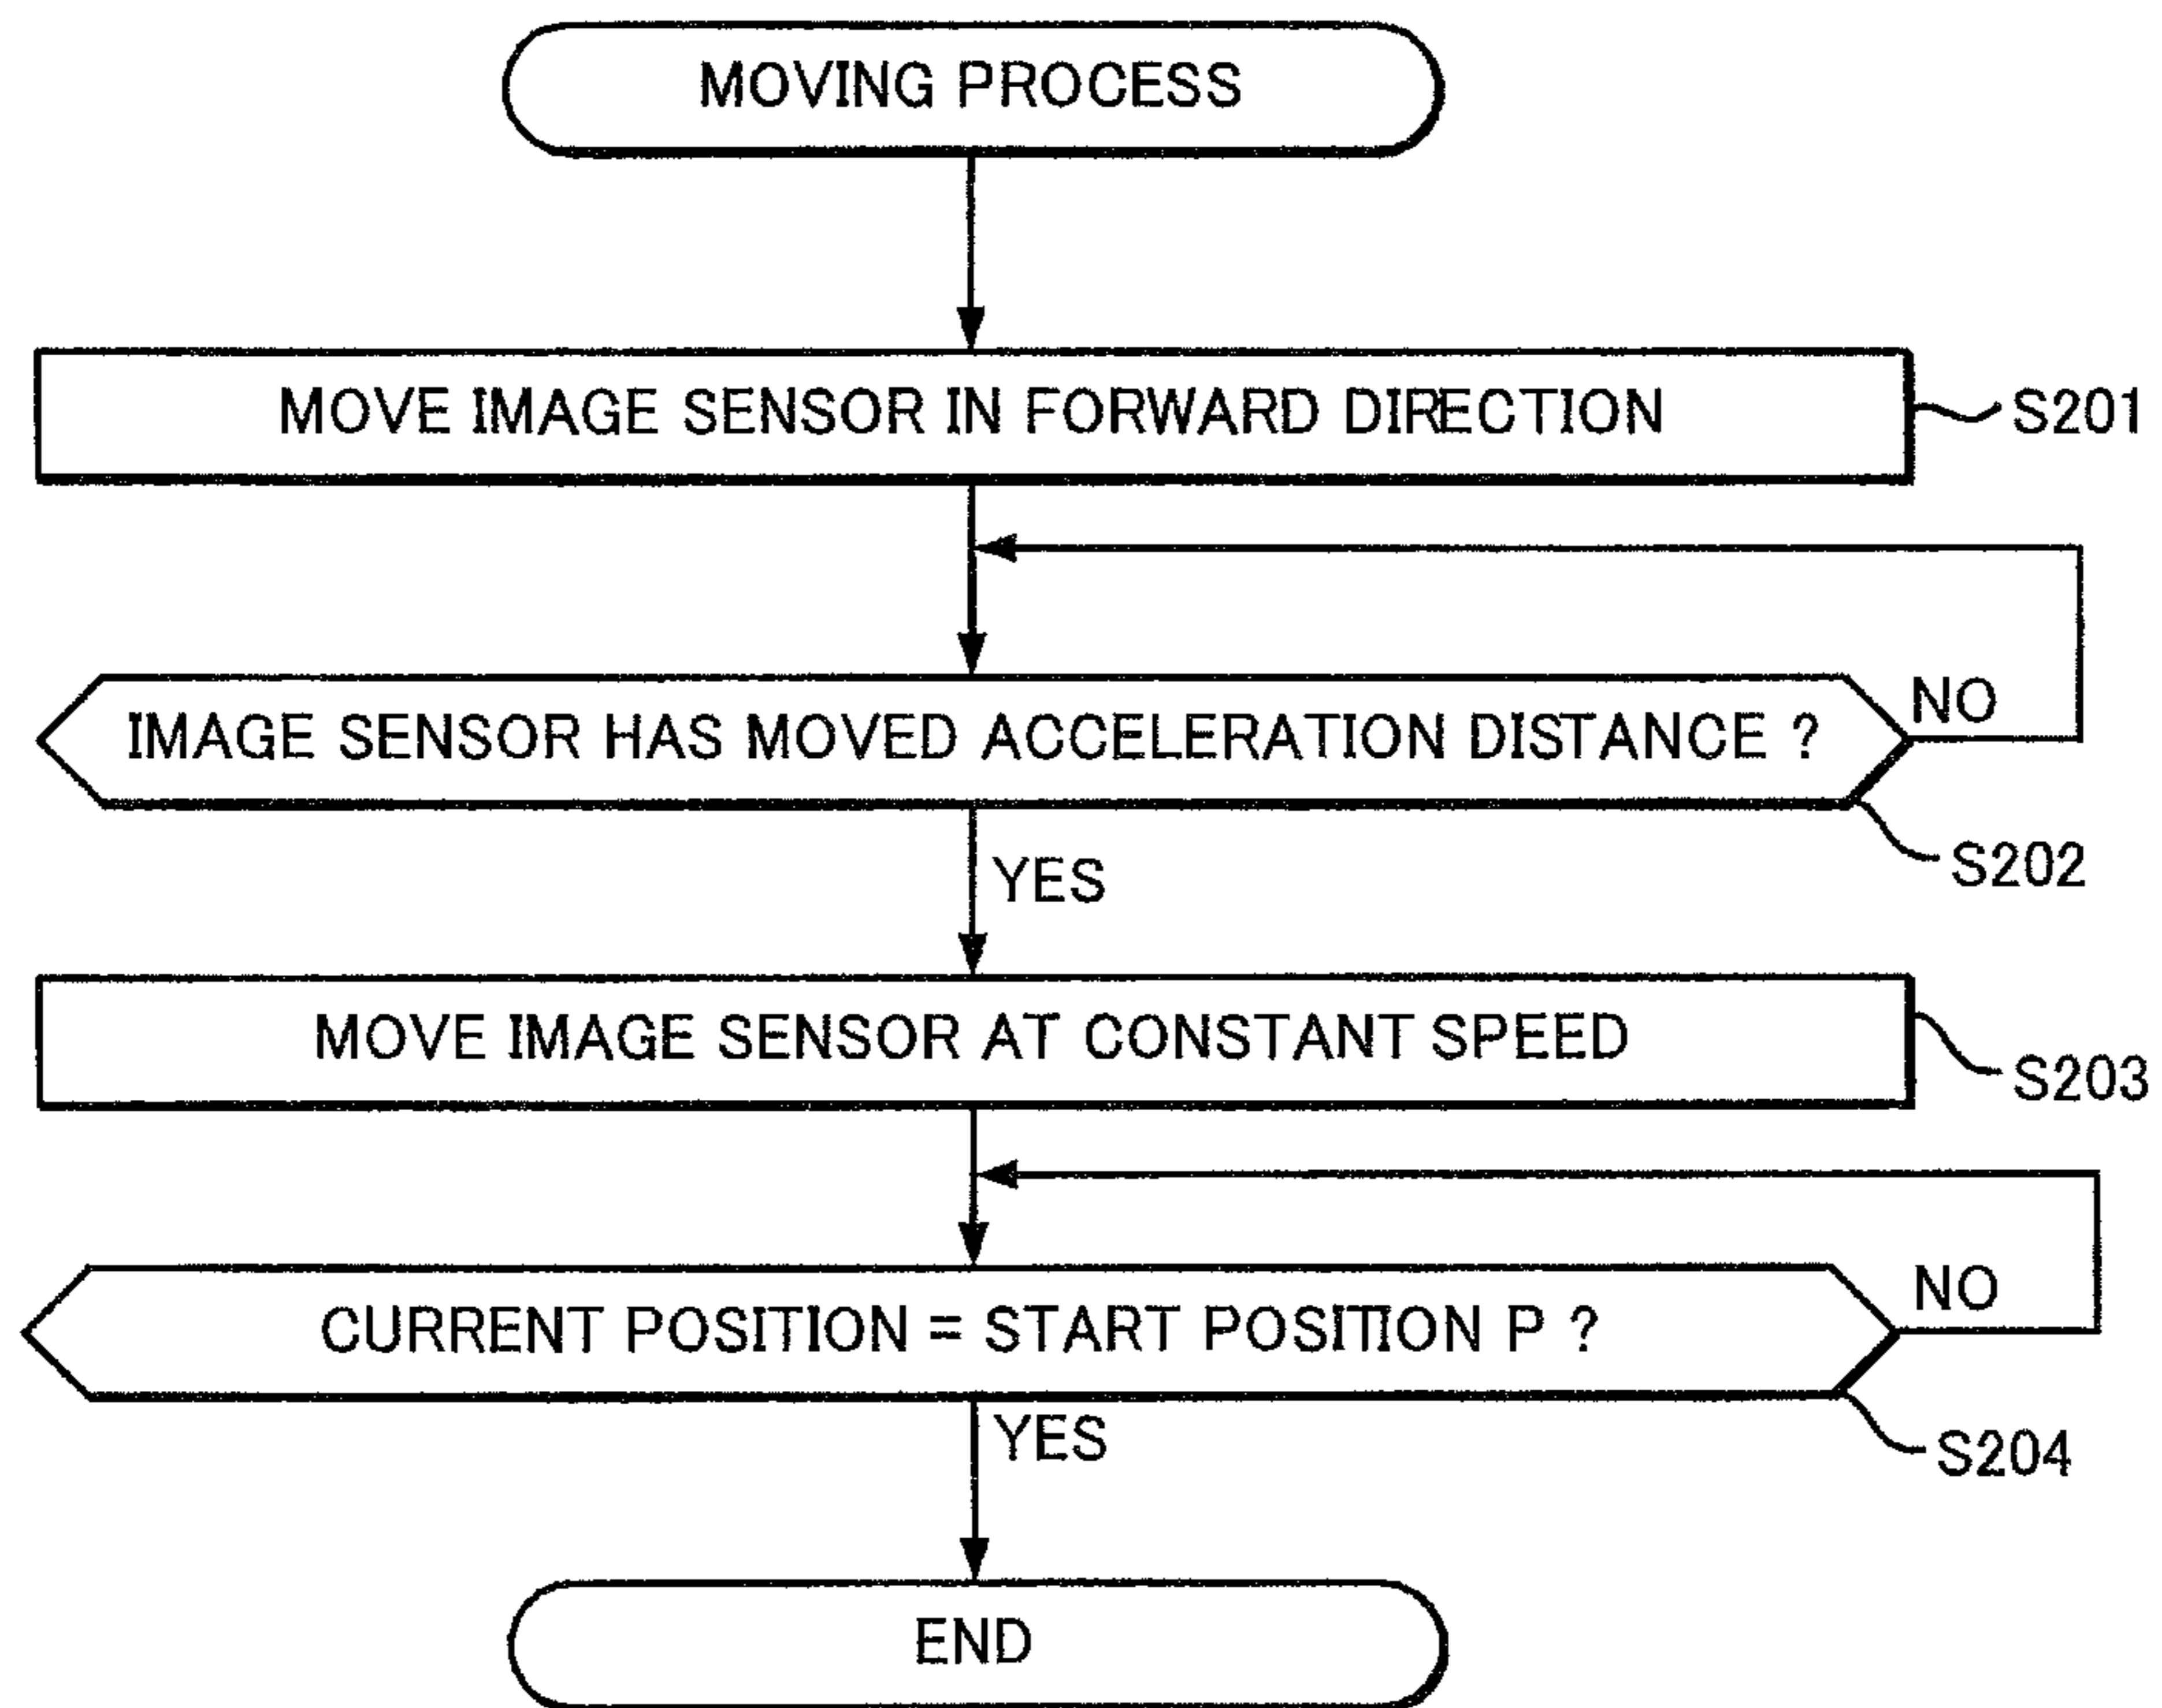 MOVING PROCESS
MOVE IMAGE SENSOR IN FORWARD DIRECTION
S201
IMAGE SENSOR HAS MOVED ACCELERATION DISTANCE ?
NO
S202
YES
MOVE IMAGE SENSOR AT CONSTANT SPEED
S203
CURRENT POSITION = START POSITION P ?
NO
S204
YES
END